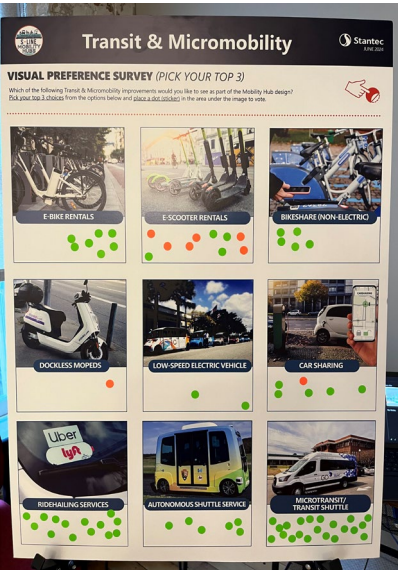 S-LINE
MOBILITY
HUB
Transit & Micromobility
Stantec
JUNE 2024
VISUAL PREFERENCE SURVEY (PICK YOUR TOP 3)
Which of the following Transit & Micromobility improvements would you like to see as part of the Mobility Hub design?
Pick your top 3 choices from the options below and place a dot (sticker) in the area under the image to vote.
E-BIKE RENTALS
E-SCOOTER RENTALS
BIKESHARE (NON-ELECTRIC)
DOCKLESS MOPEDS
LOW-SPEED ELECTRIC VEHICLE
CAR SHARING
Uber
lyft
RIDEHAILING SERVICES
AUTONOMOUS SHUTTLE SERVICE
MICROTRANSIT/
TRANSIT SHUTTLE